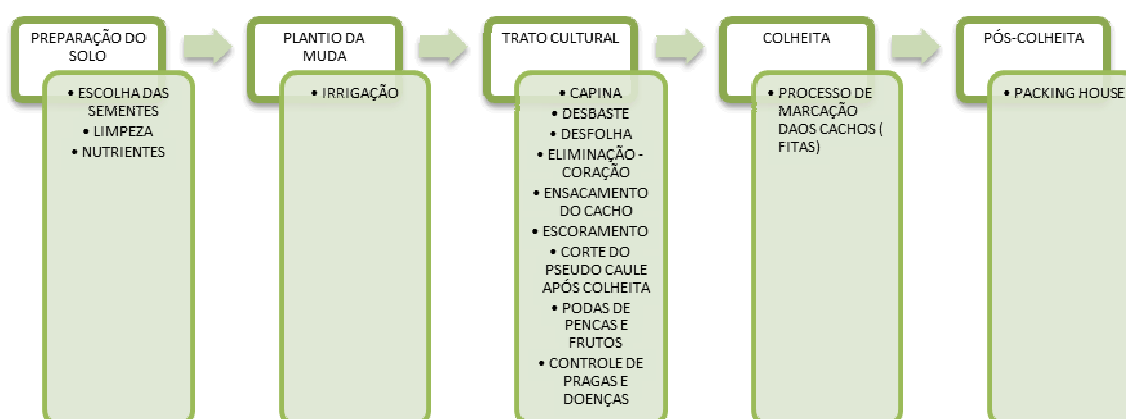 PREPARAÇÃO DO
SOLO
• ESCOLHA DAS
SEMENTES
• LIMPEZA
• NUTRIENTES
PLANTIO DA
MUDA
• IRRIGAÇÃO
TRATO CULTURAL
• CAPINA
• DESBASTE
• DESFOLHA
• ELIMINAÇÃO -
CORAÇÃO
• ENSACAMENTO
DO CACHO
• ESCORAMENTO
• CORTE DO
PSEUDO CAULE
APÓS COLHEITA
• PODAS DE
PENCAS E
FRUTOS
• CONTROLE DE
PRAGAS E
DOENÇAS
COLHEITA
• PROCESSO DE
MARCAÇÃO
DAOS CACHOS (
FITAS)
PÓS-COLHEITA
• PACKING HOUSE